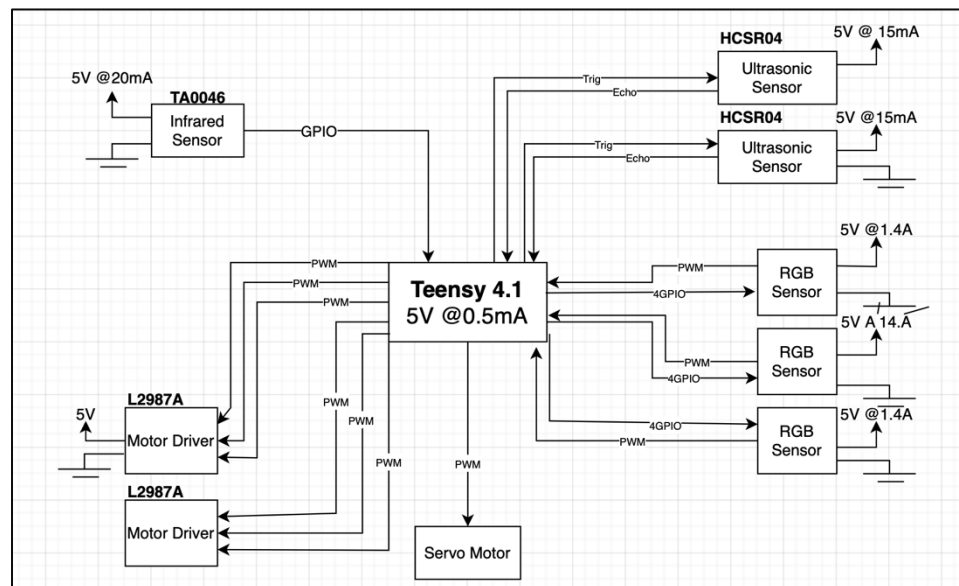 HCSR04
5V @ 15mA
Ultrasonic
Sensor
Trig
Echo
5V @20mA
TA0046
Infrared
Sensor
GPIO
HCSR04
5V @15mA
Ultrasonic
Sensor
Trig
Echo
5V @1.4A
RGB
Sensor
PWM
4GPIO
Teensy 4.1
5V @0.5mA
PWM
PWM
PWM
PWM
PWM
PWM
5V A 14.A
RGB
Sensor
PWM
4GPIO
5V @1.4A
RGB
Sensor
4GPIO
PWM
L2987A
5V
Motor Driver
L2987A
Motor Driver
PWM
Servo Motor